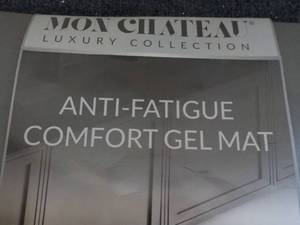 MON CHATEAU®
LUXURY COLLECTION
ANTI-FATIGUE
COMFORT GEL MAT